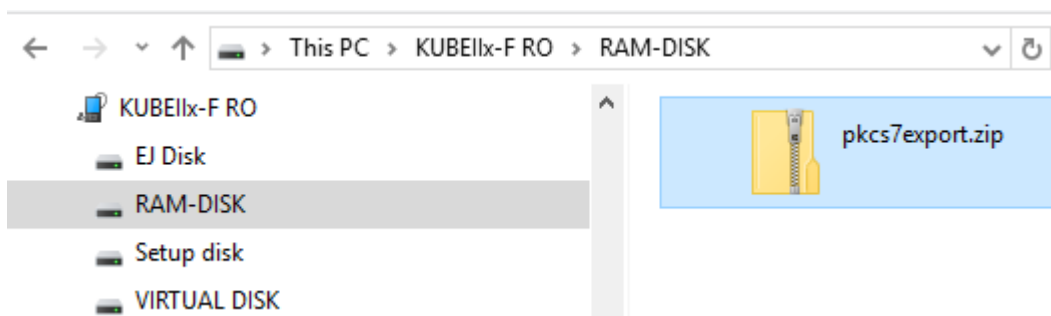 This PC > KUBEIIx-F RO > RAM-DISK
KUBEIIx-F RO
EJ Disk
RAM-DISK
Setup disk
VIRTUAL DISK
pkcs7export.zip